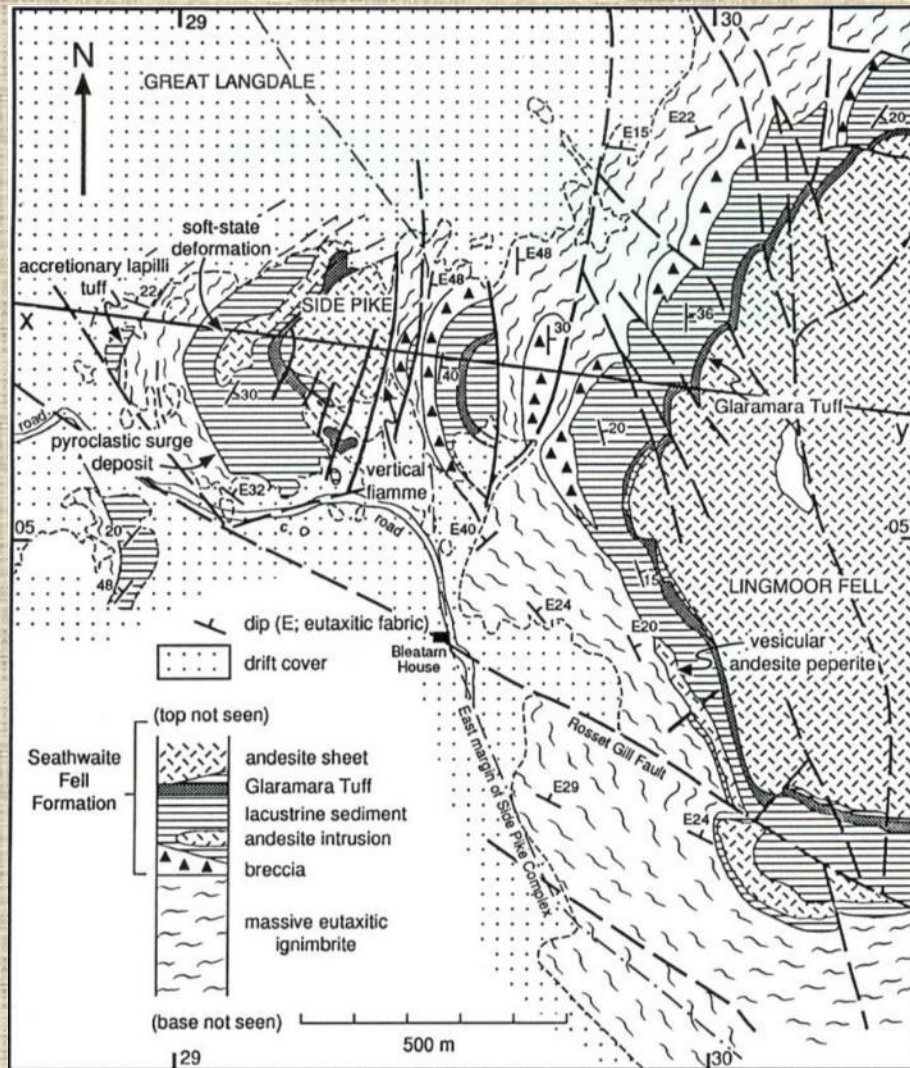 29
30
N
GREAT LANGDALE
E15
E22
20
soft-state
deformation
accretionary lapilli
tuff
22
SIDE PIKE
E48
E48
X
30
36
40
30
Glaramara Tuff
y
road
pyroclastic surge
deposit
20
E32
vertical
fiamme
road
05
20
E40
05
48
15
LINGMOOR FELL
E24
E20
dip (E; eutaxitic fabric)
Bleatarn
House
vesicular
andesite peperite
drift cover
(top not seen)
East margin of Side Pike Complex
Rosset Gill Fault
Seathwaite
Fell
Formation
andesite sheet
Glaramara Tuff
lacustrine sediment
andesite intrusion
breccia
E29
E24
massive eutaxitic
ignimbrite
(base not seen)
500 m
29
30